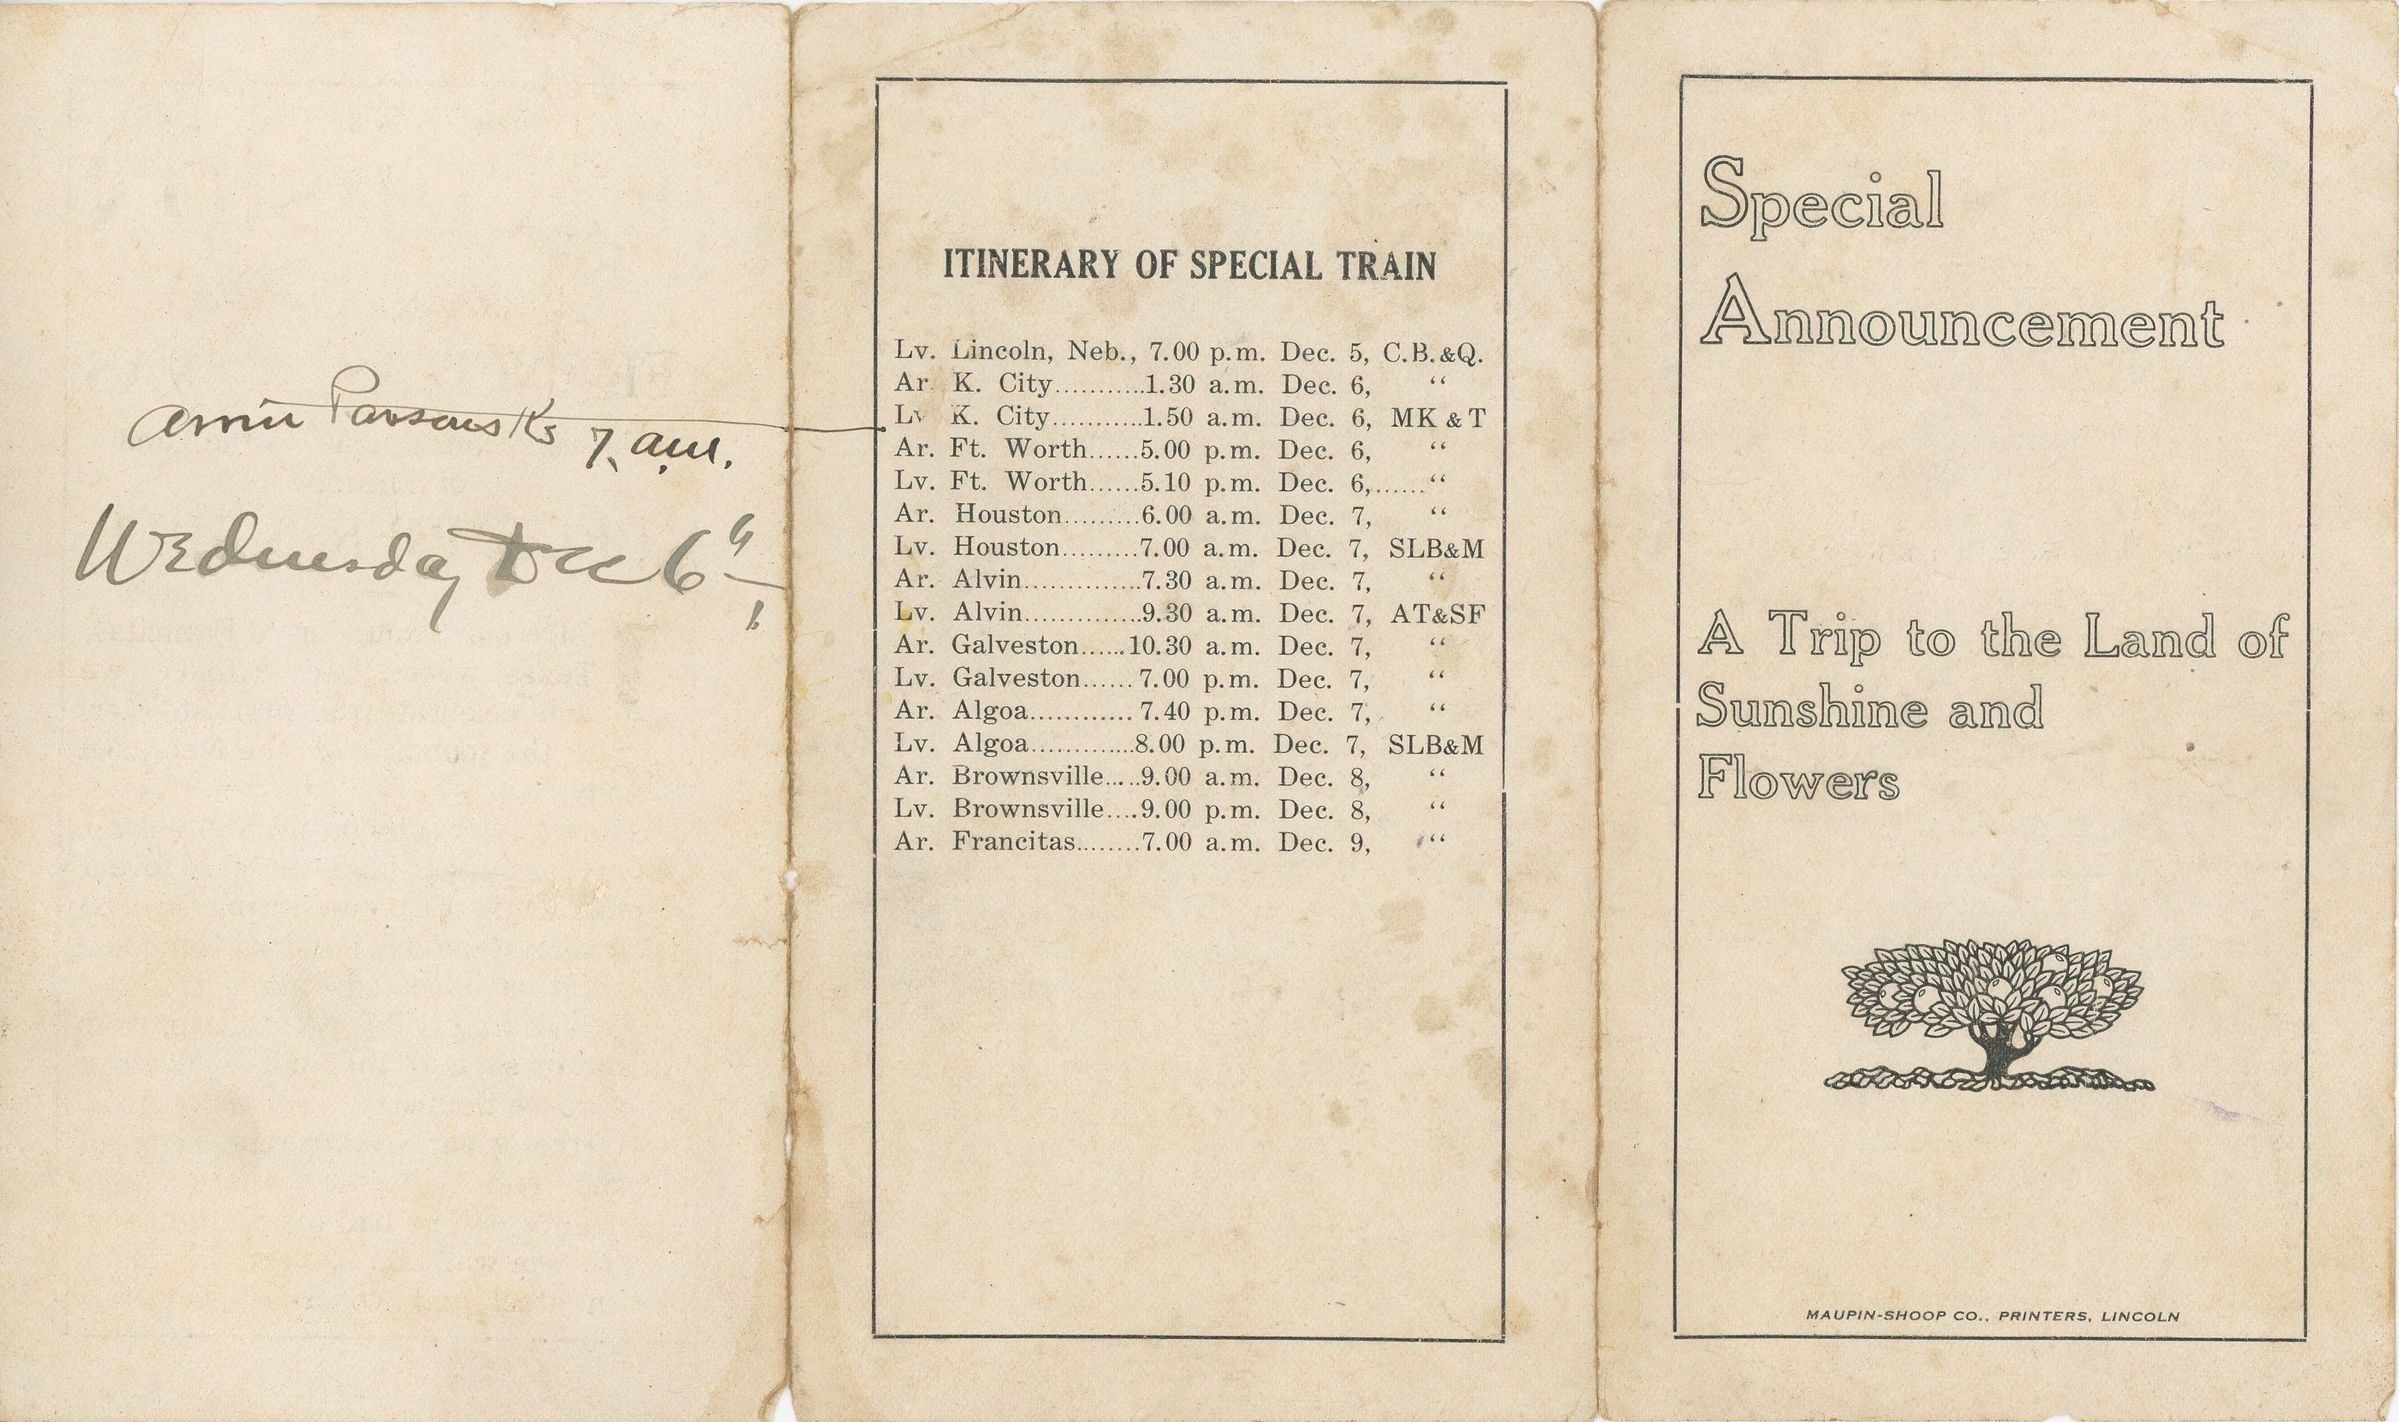 Arriv Parsons Ks 7. a.m.
Wednesday Dec 6"
ITINERARY OF SPECIAL TRAIN
Lv. Lincoln, Neb., 7.00 p.m. Dec. 5, C.B.&Q.
Ar. K. City...........1.30 a.m. Dec. 6, “
Lv K. City...........1.50 a.m. Dec. 6, MK & T
Ar. Ft. Worth......5.00 p.m. Dec. 6, “
Lv. Ft. Worth......5.10 p.m. Dec. 6,......“
Ar. Houston.........6.00 a.m. Dec. 7, “
Lv. Houston.........7.00 a.m. Dec. 7, SLB&M
Ar. Alvin..............7.30 a.m. Dec. 7, “
Lv. Alvin..............9.30 a.m. Dec. 7, AT&SF
Ar. Galveston......10.30 a.m. Dec. 7, “
Lv. Galveston......7.00 p.m. Dec. 7, “
Ar. Algoa.............7.40 p.m. Dec. 7, “
Lv. Algoa.............8.00 p.m. Dec. 7, SLB&M
Ar. Brownsville.....9.00 a.m. Dec. 8, “
Lv. Brownsville....9.00 p.m. Dec. 8, “
Ar. Francitas........7.00 a.m. Dec. 9, “
Special
Announcement
A Trip to the Land of
Sunshine and
Flowers
MAUPIN-SHOOP CO., PRINTERS, LINCOLN